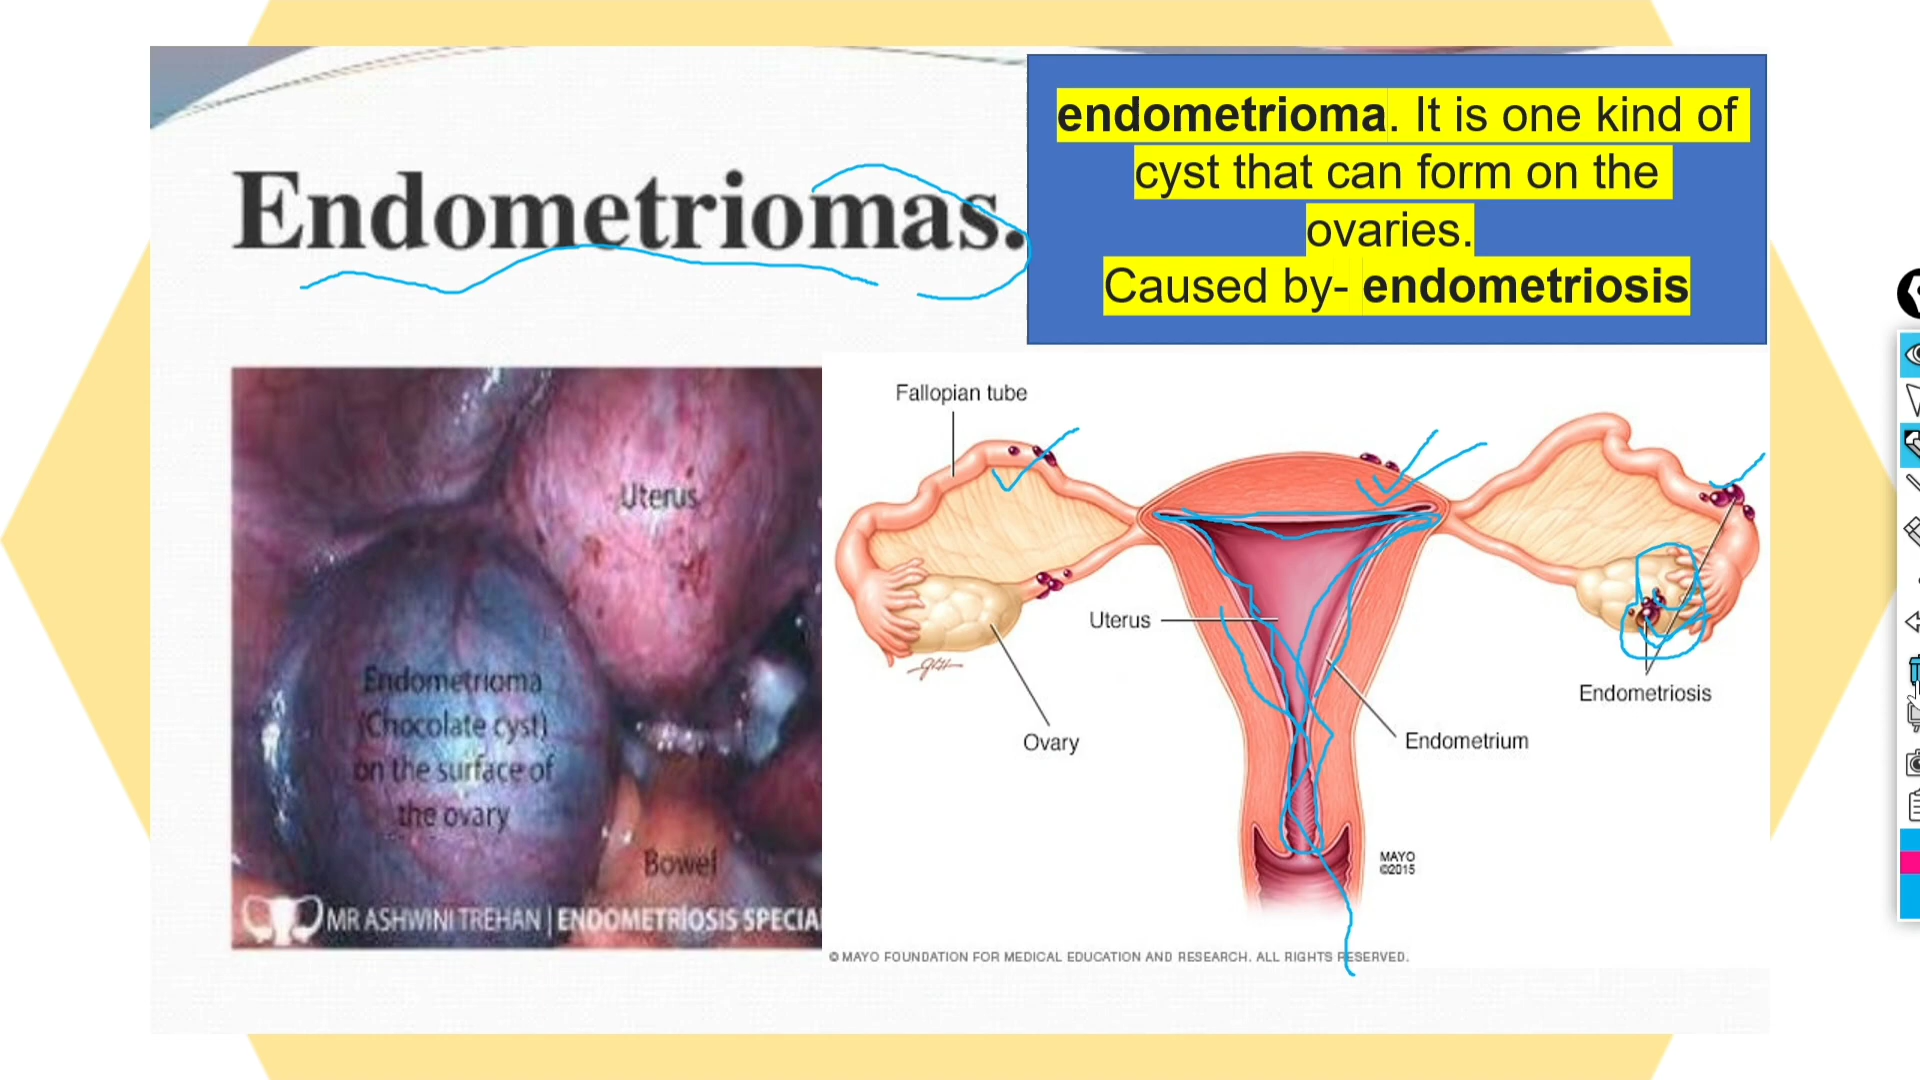 Endometriomas.
endometrioma. It is one kind of
cyst that can form on the
ovaries.
Caused by- endometriosis
Uterus
Endometrioma
(Chocolate cyst)
on the surface of
the ovary
Bowel
MR ASHWINI TREHAN | ENDOMETRIOSIS SPECIA
Fallopian tube
Uterus
Ovary
Endometriosis
Endometrium
MAYO
©2015
© MAYO FOUNDATION FOR MEDICAL EDUCATION AND RESEARCH. ALL RIGHTS RESERVED.